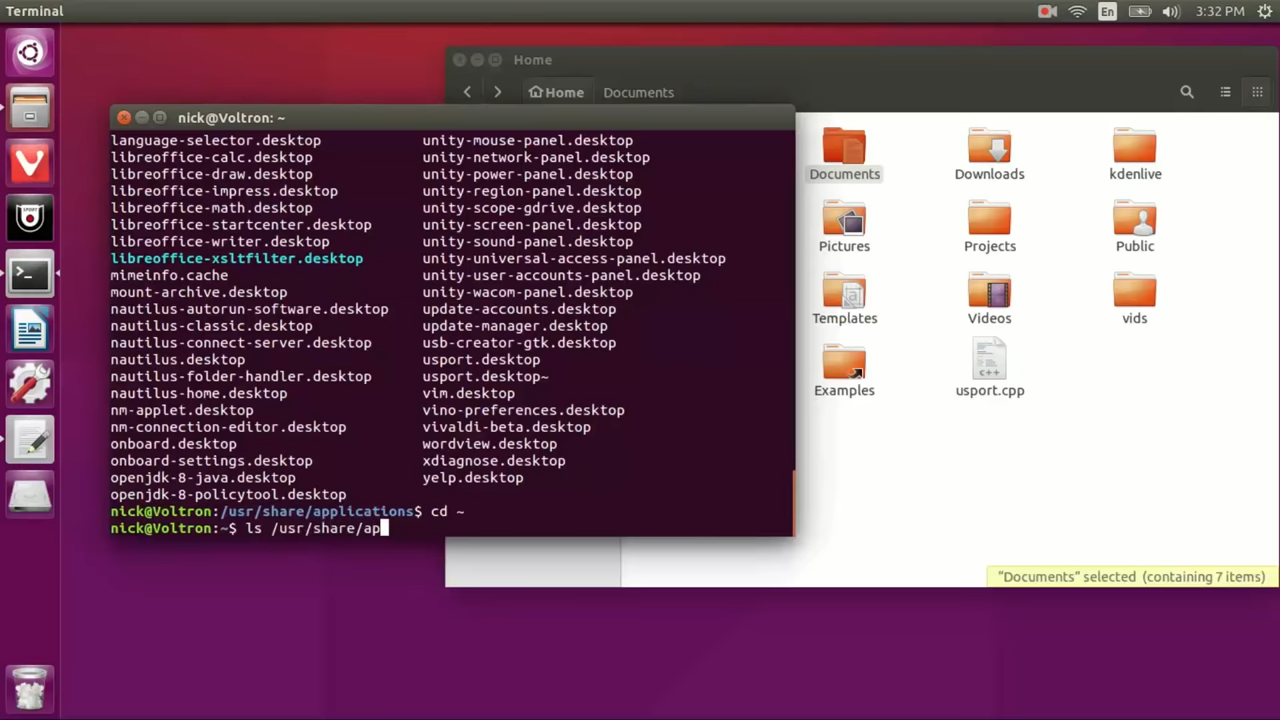 Terminal
En
3:32 PM
Home
Home
Documents
nick@Voltron: ~
language-selector.desktop unity-mouse-panel.desktop
libreoffice-calc.desktop unity-network-panel.desktop
libreoffice-draw.desktop unity-power-panel.desktop
libreoffice-impress.desktop unity-region-panel.desktop
libreoffice-math.desktop unity-scope-gdrive.desktop
libreoffice-startcenter.desktop unity-screen-panel.desktop
libreoffice-writer.desktop unity-sound-panel.desktop
libreoffice-xsltfilter.desktop unity-universal-access-panel.desktop
mimeinfo.cache unity-user-accounts-panel.desktop
mount-archive.desktop unity-wacom-panel.desktop
nautilus-autorun-software.desktop update-accounts.desktop
nautilus-classic.desktop update-manager.desktop
nautilus-connect-server.desktop usb-creator-gtk.desktop
nautilus.desktop usport.desktop
nautilus-folder-handler.desktop usport.desktop~
nautilus-home.desktop vim.desktop
nm-applet.desktop vino-preferences.desktop
nm-connection-editor.desktop vivaldi-beta.desktop
onboard.desktop wordview.desktop
onboard-settings.desktop xdiagnose.desktop
openjdk-8-java.desktop yelp.desktop
openjdk-8-policytool.desktop
nick@Voltron:/usr/share/applications$ cd ~
nick@Voltron:~$ ls /usr/share/ap
Documents Downloads kdenlive
Pictures Projects Public
Templates Videos vids
C++
Examples usport.cpp
"Documents" selected (containing 7 items)